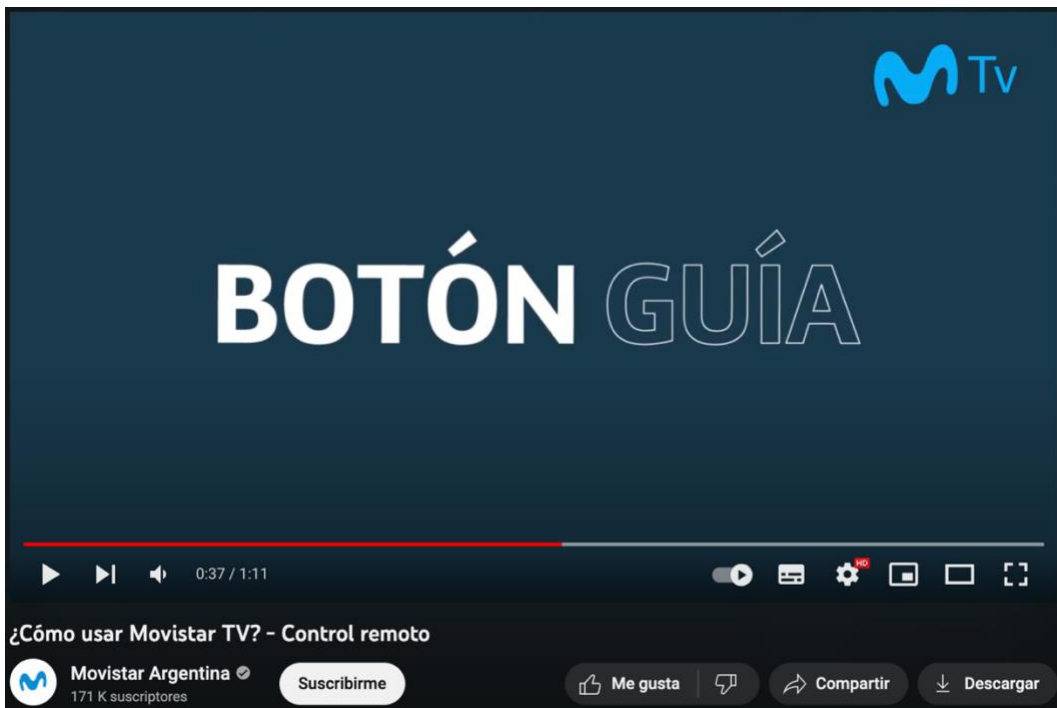 Tv
BOTÓN GUÍA
0:37 / 1:11
HD
¿Cómo usar Movistar TV? - Control remoto
Movistar Argentina
171 K suscriptores
Suscribirme
Me gusta
Compartir
Descargar